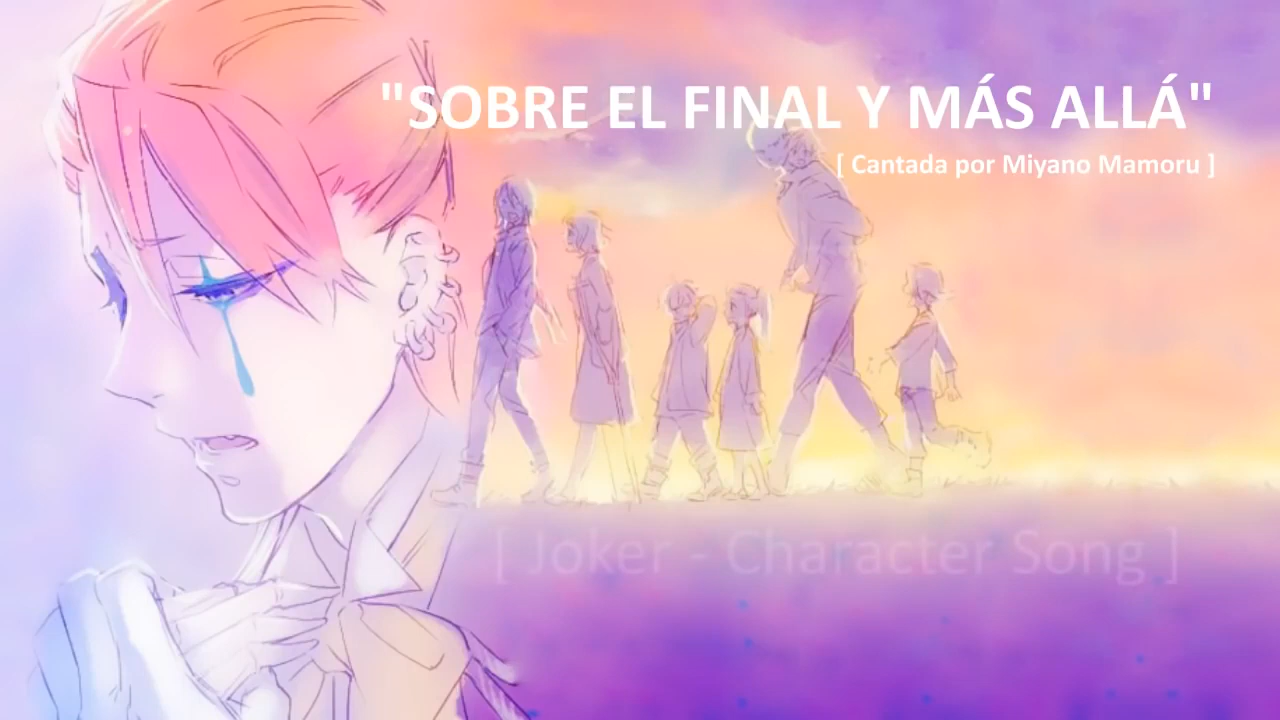 "SOBRE EL FINAL Y MÁS ALLÁ"
[ Cantada por Miyano Mamoru ]
[ Joker - Character Song ]